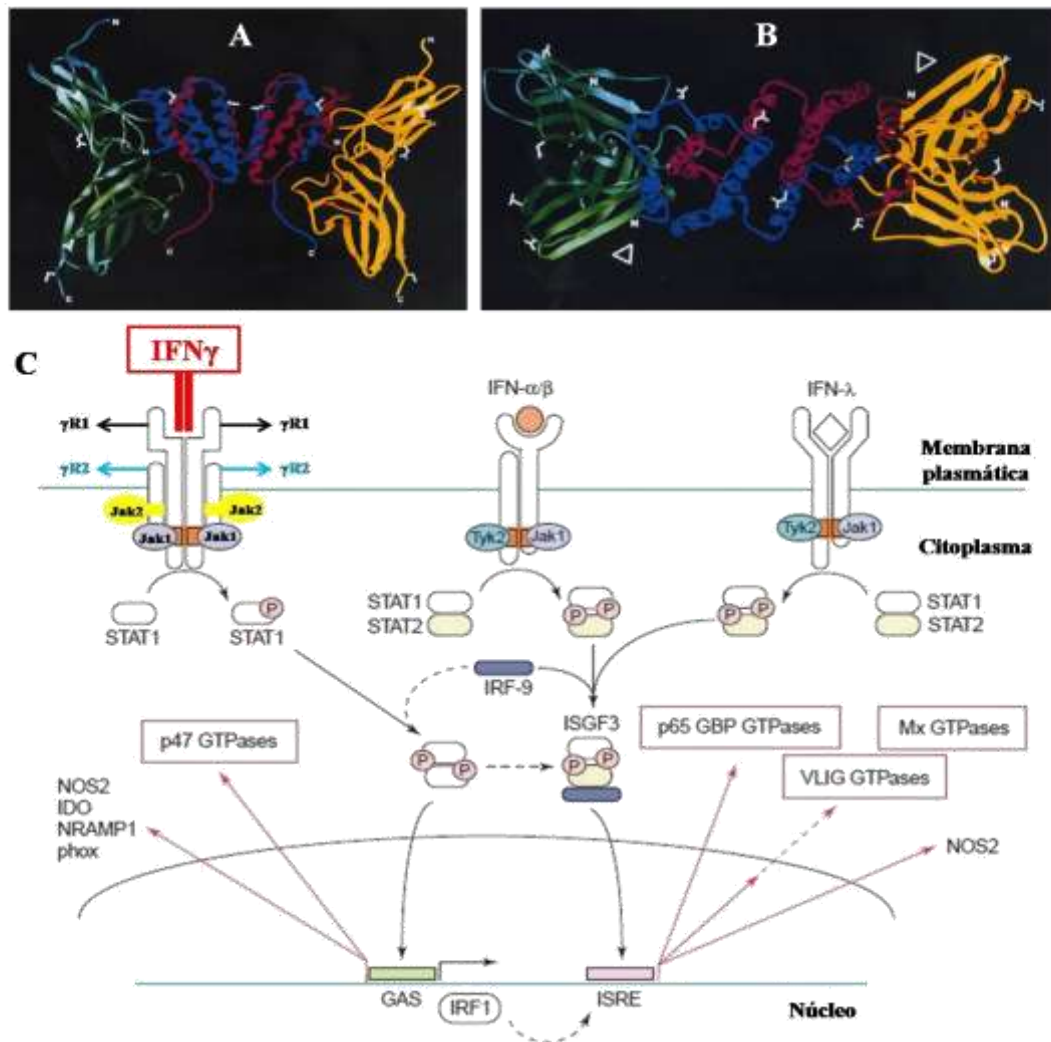 A
B
C
IFNγ
IFN-α/β
IFN-λ
γR1
γR1
γR2
γR2
Membrana
plasmática
Jak2
Jak2
Jak1
Jak1
Tyk2
Jak1
Tyk2
Jak1
Citoplasma
STAT1
P
STAT1
STAT1
STAT2
P
P
P
P
STAT1
STAT2
IRF-9
ISGF3
p47 GTPases
p65 GBP GTPases
Mx GTPases
VLIG GTPases
P
P
P
P
NOS2
IDO
NRAMP1
phox
NOS2
GAS
IRF1
ISRE
Núcleo